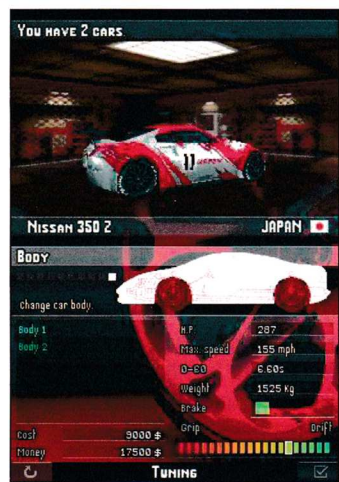 You have 2 cars
11
Nissan 350 Z
JAPAN
Body
Change car body.
Body 1
Body 2
H.P. 287
Max. speed 155 mph
0-60 6.60s
Weight 1525 Kg
Brake
Grip Drift
Cost 9000 $
Money 17500 $
Tuning